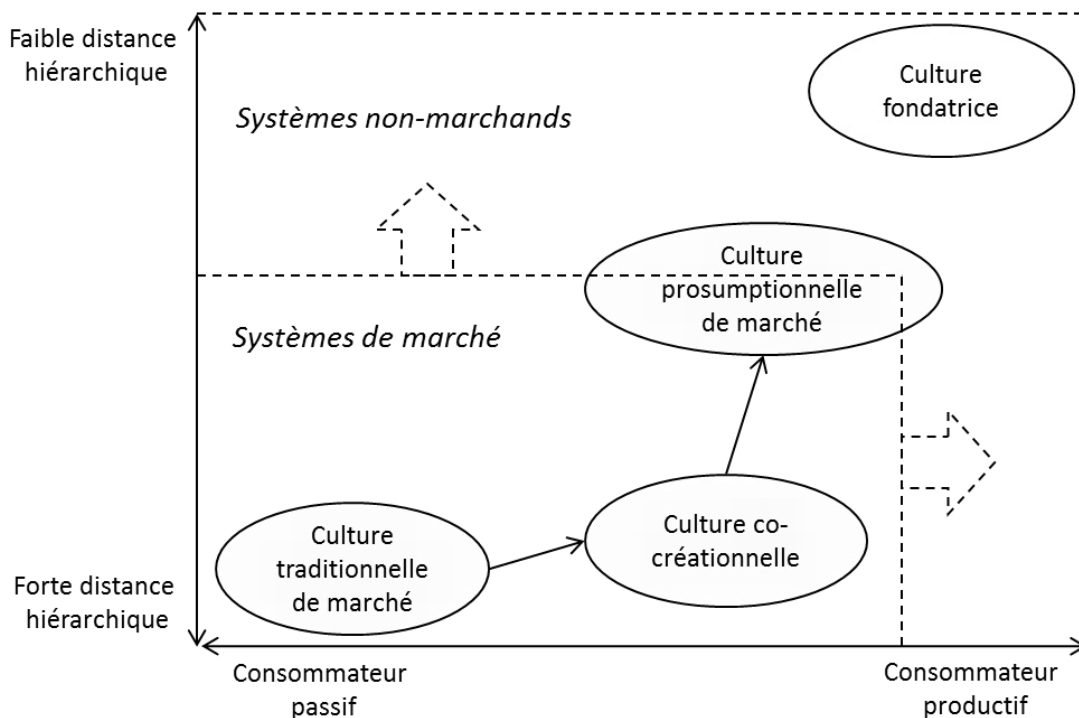 Faible distance
hiérarchique
Culture
fondatrice
Systèmes non-marchands
Culture
prosumptionnelle
de marché
Systèmes de marché
Culture co-
créationnelle
Culture
traditionnelle
de marché
Forte distance
hiérarchique
Consommateur
passif
Consommateur
productif